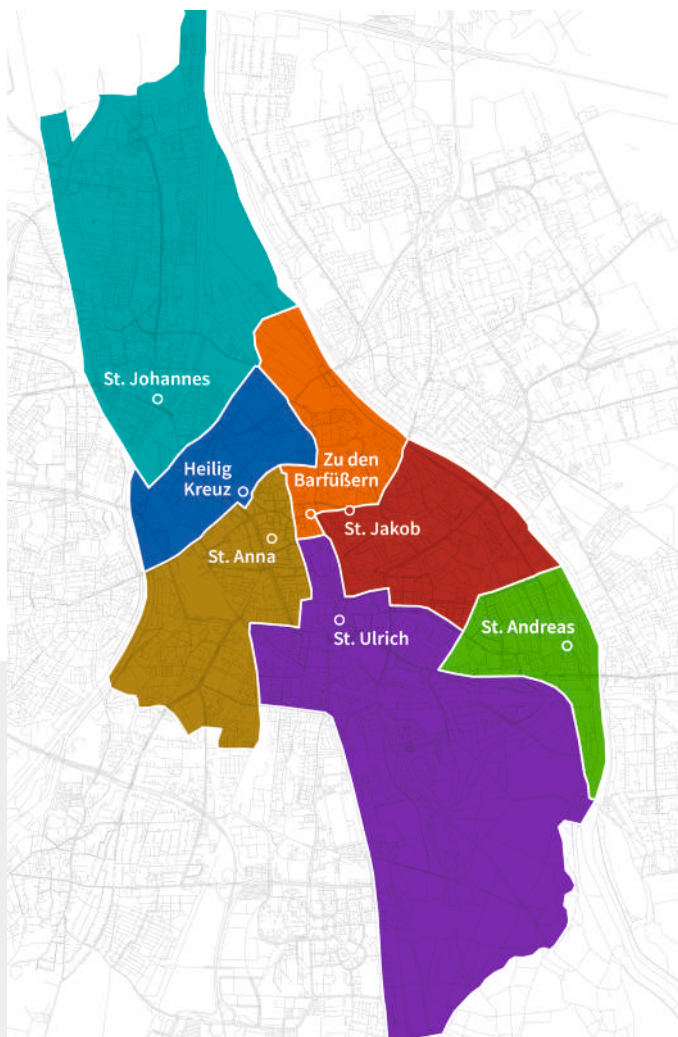 St. Johannes
Heilig
Kreuz
Zu den
Barfüßern
St. Jakob
St. Anna
St. Andreas
St. Ulrich